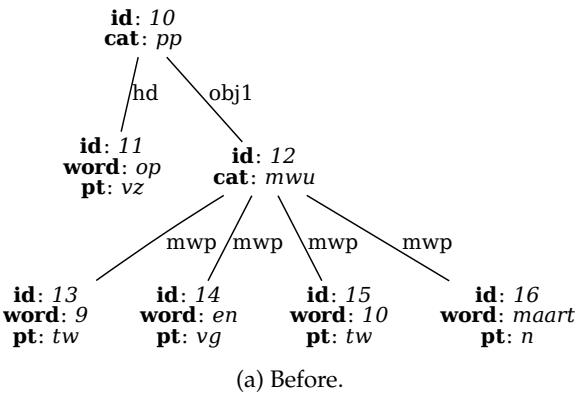 id: 10
cat: pp
hd obj1
id: 11
word: op
pt: vz
id: 12
cat: mwu
mwp mwp mwp mwp
id: 13
word: 9
pt: tw
id: 14
word: en
pt: vg
id: 15
word: 10
pt: tw
id: 16
word: maart
pt: n
(a) Before.